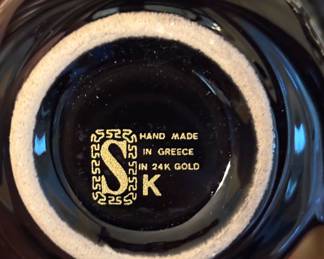 S
HAND MADE
IN GREECE
IN 24K GOLD
K